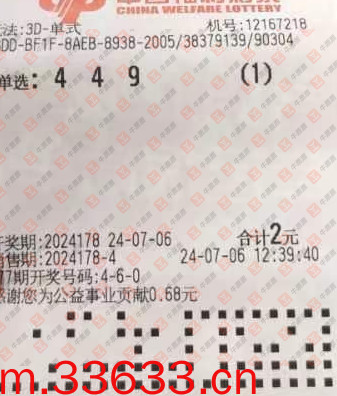 CHINA WELFARE LOTTERY
法:3D-单式 机号:12167218
DD-BF1F-8AEB-8938-2005/38379139/90304
单选: 4 4 9 (1)
开奖期:2024178 24-07-06 合计2元
售期:2024178-4 24-07-06 12:39:40
77期开奖号码:4-6-0
感谢您为公益事业贡献0.68元
m.33633.cn